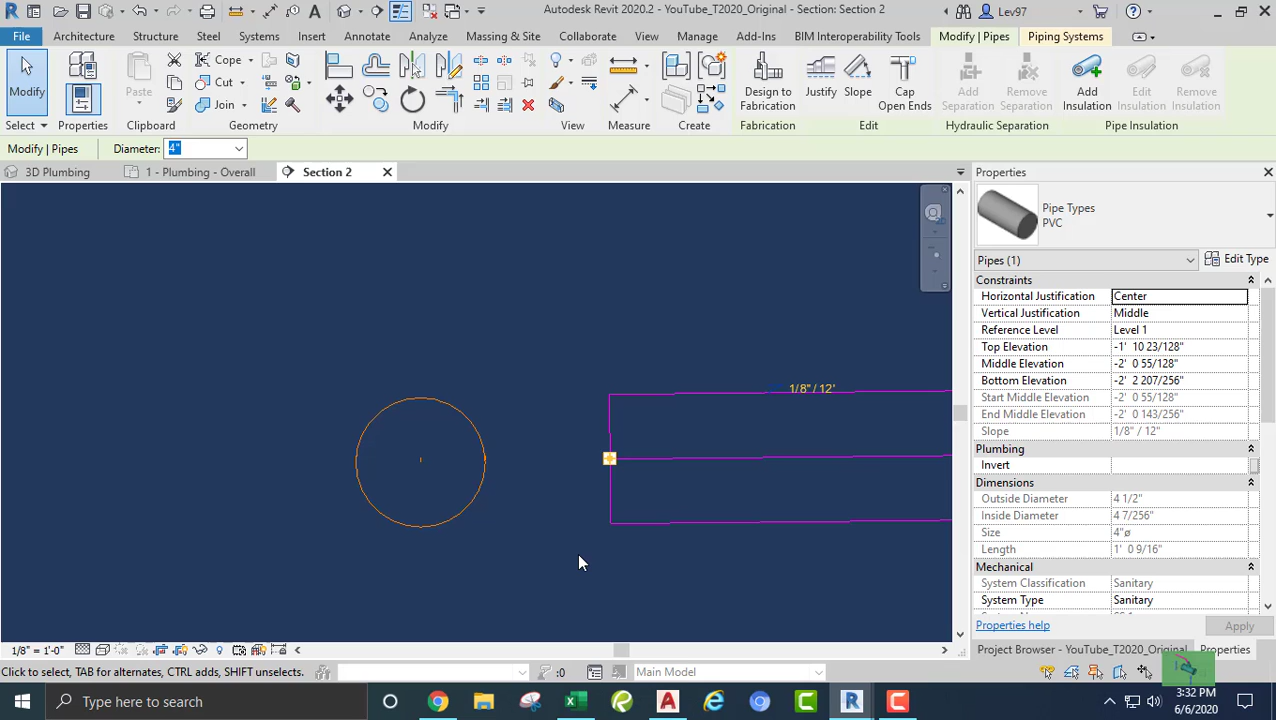 Autodesk Revit 2020.2 - YouTube_T2020_Original - Section: Section 2
Lev97
File Architecture Structure Steel Systems Insert Annotate Analyze Massing & Site Collaborate View Manage Add-Ins BIM Interoperability Tools Modify | Pipes Piping Systems
Modify
Paste
Cope
Cut
Join
Design to Fabrication
Justify
Slope
Cap Open Ends
Add Separation
Remove Separation
Add Insulation
Edit Insulation
Remove Insulation
Select Properties Clipboard Geometry Modify View Measure Create Fabrication Edit Hydraulic Separation Pipe Insulation
Modify | Pipes Diameter: 4"
3D Plumbing 1 - Plumbing - Overall Section 2
1/8" / 12'
Properties
Pipe Types
PVC
Pipes (1) Edit Type
Constraints
Horizontal Justification Center
Vertical Justification Middle
Reference Level Level 1
Top Elevation -1' 10 23/128"
Middle Elevation -2' 0 55/128"
Bottom Elevation -2' 2 207/256"
Start Middle Elevation -2' 0 55/128"
End Middle Elevation -2' 0 143/256"
Slope 1/8" / 12"
Plumbing
Invert
Dimensions
Outside Diameter 4 1/2"
Inside Diameter 4 7/256"
Size 4"ø
Length 1' 0 9/16"
Mechanical
System Classification Sanitary
System Type Sanitary
Properties help Apply
1/8" = 1'-0"
Project Browser - YouTube_T2020_Original Properties
Click to select, TAB for alternates, CTRL adds, SHIFT unselects. :0 Main Model
Type here to search
3:32 PM
6/6/2020